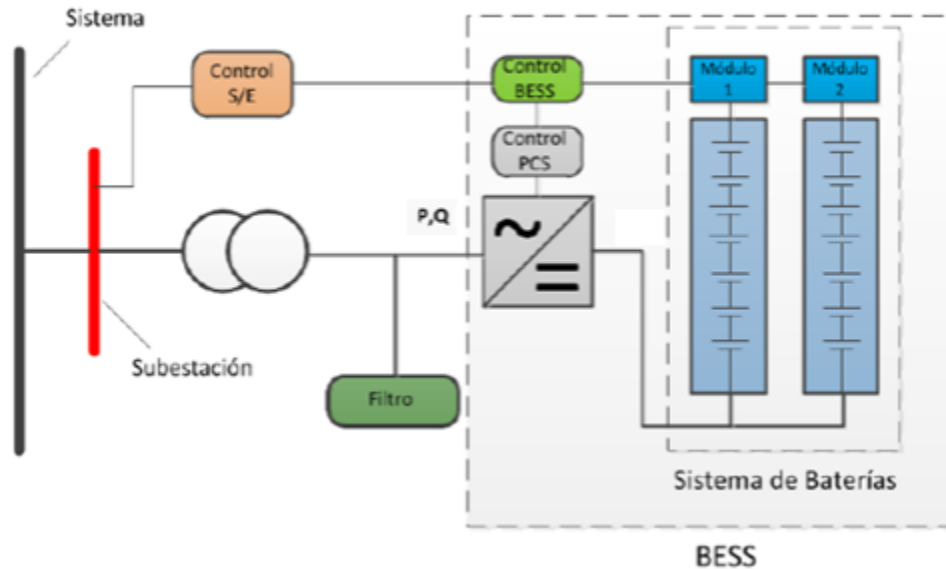 Sistema
Control
S/E
Control
BESS
Módulo
1
Módulo
2
Control
PCS
P,Q
Subestación
Filtro
Sistema de Baterías
BESS